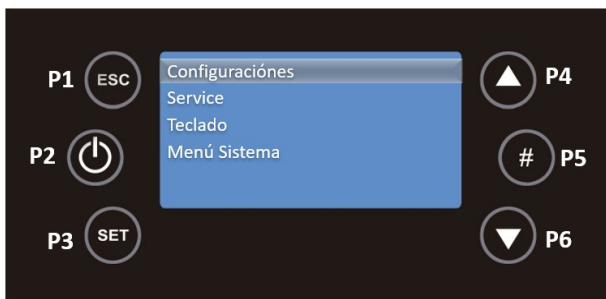 P1 ESC
Configuraciónes
P4
Service
Teclado
P2
Menú Sistema
# P5
P3 SET
P6